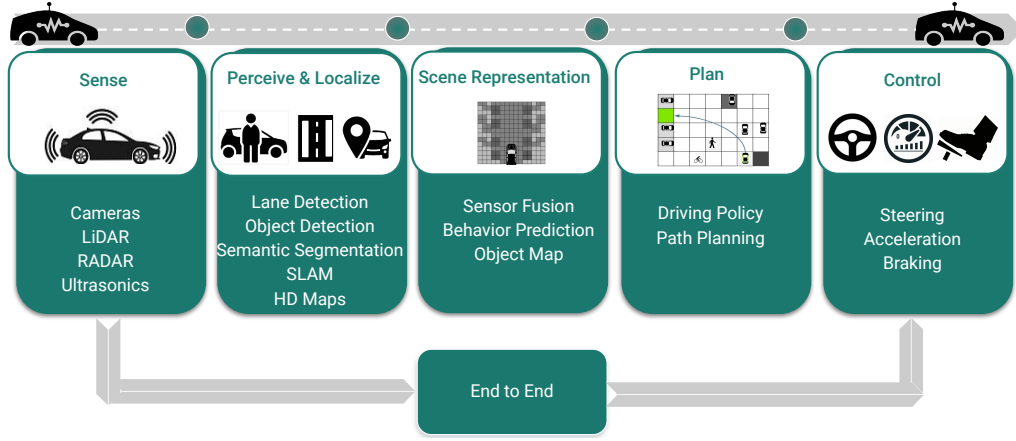 Sense
Cameras
LiDAR
RADAR
Ultrasonics
Perceive & Localize
Lane Detection
Object Detection
Semantic Segmentation
SLAM
HD Maps
Scene Representation
Sensor Fusion
Behavior Prediction
Object Map
Plan
Driving Policy
Path Planning
Control
Steering
Acceleration
Braking
End to End